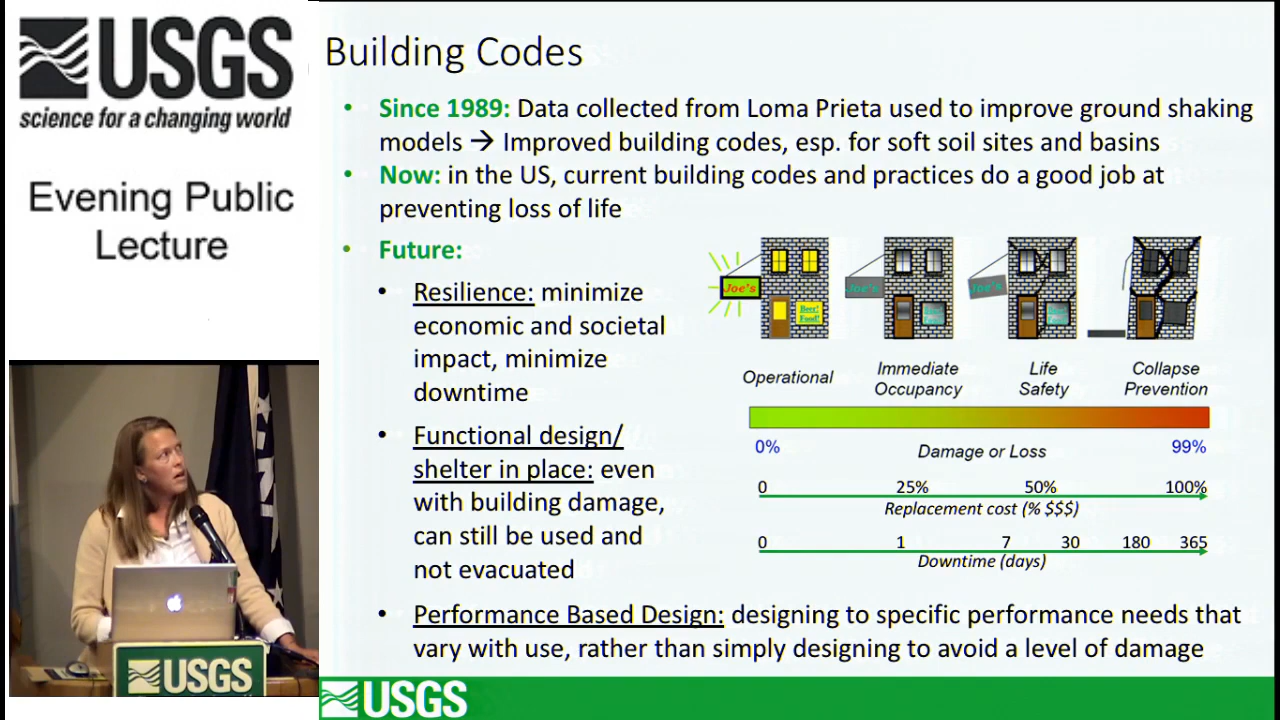 USGS
science for a changing world
Evening Public
Lecture
Building Codes
• Since 1989: Data collected from Loma Prieta used to improve ground shaking
models → Improved building codes, esp. for soft soil sites and basins
• Now: in the US, current building codes and practices do a good job at
preventing loss of life
• Future:
• Resilience: minimize
economic and societal
impact, minimize
downtime
• Functional design/
shelter in place: even
with building damage,
can still be used and
not evacuated
• Performance Based Design: designing to specific performance needs that
vary with use, rather than simply designing to avoid a level of damage
Joe's
Beer!
Food!
Joe's
Joe's
Operational
Immediate
Occupancy
Life
Safety
Collapse
Prevention
0%
Damage or Loss
99%
0 25% 50% 100%
Replacement cost (% $$$)
0 1 7 30 180 365
Downtime (days)
USGS
USGS